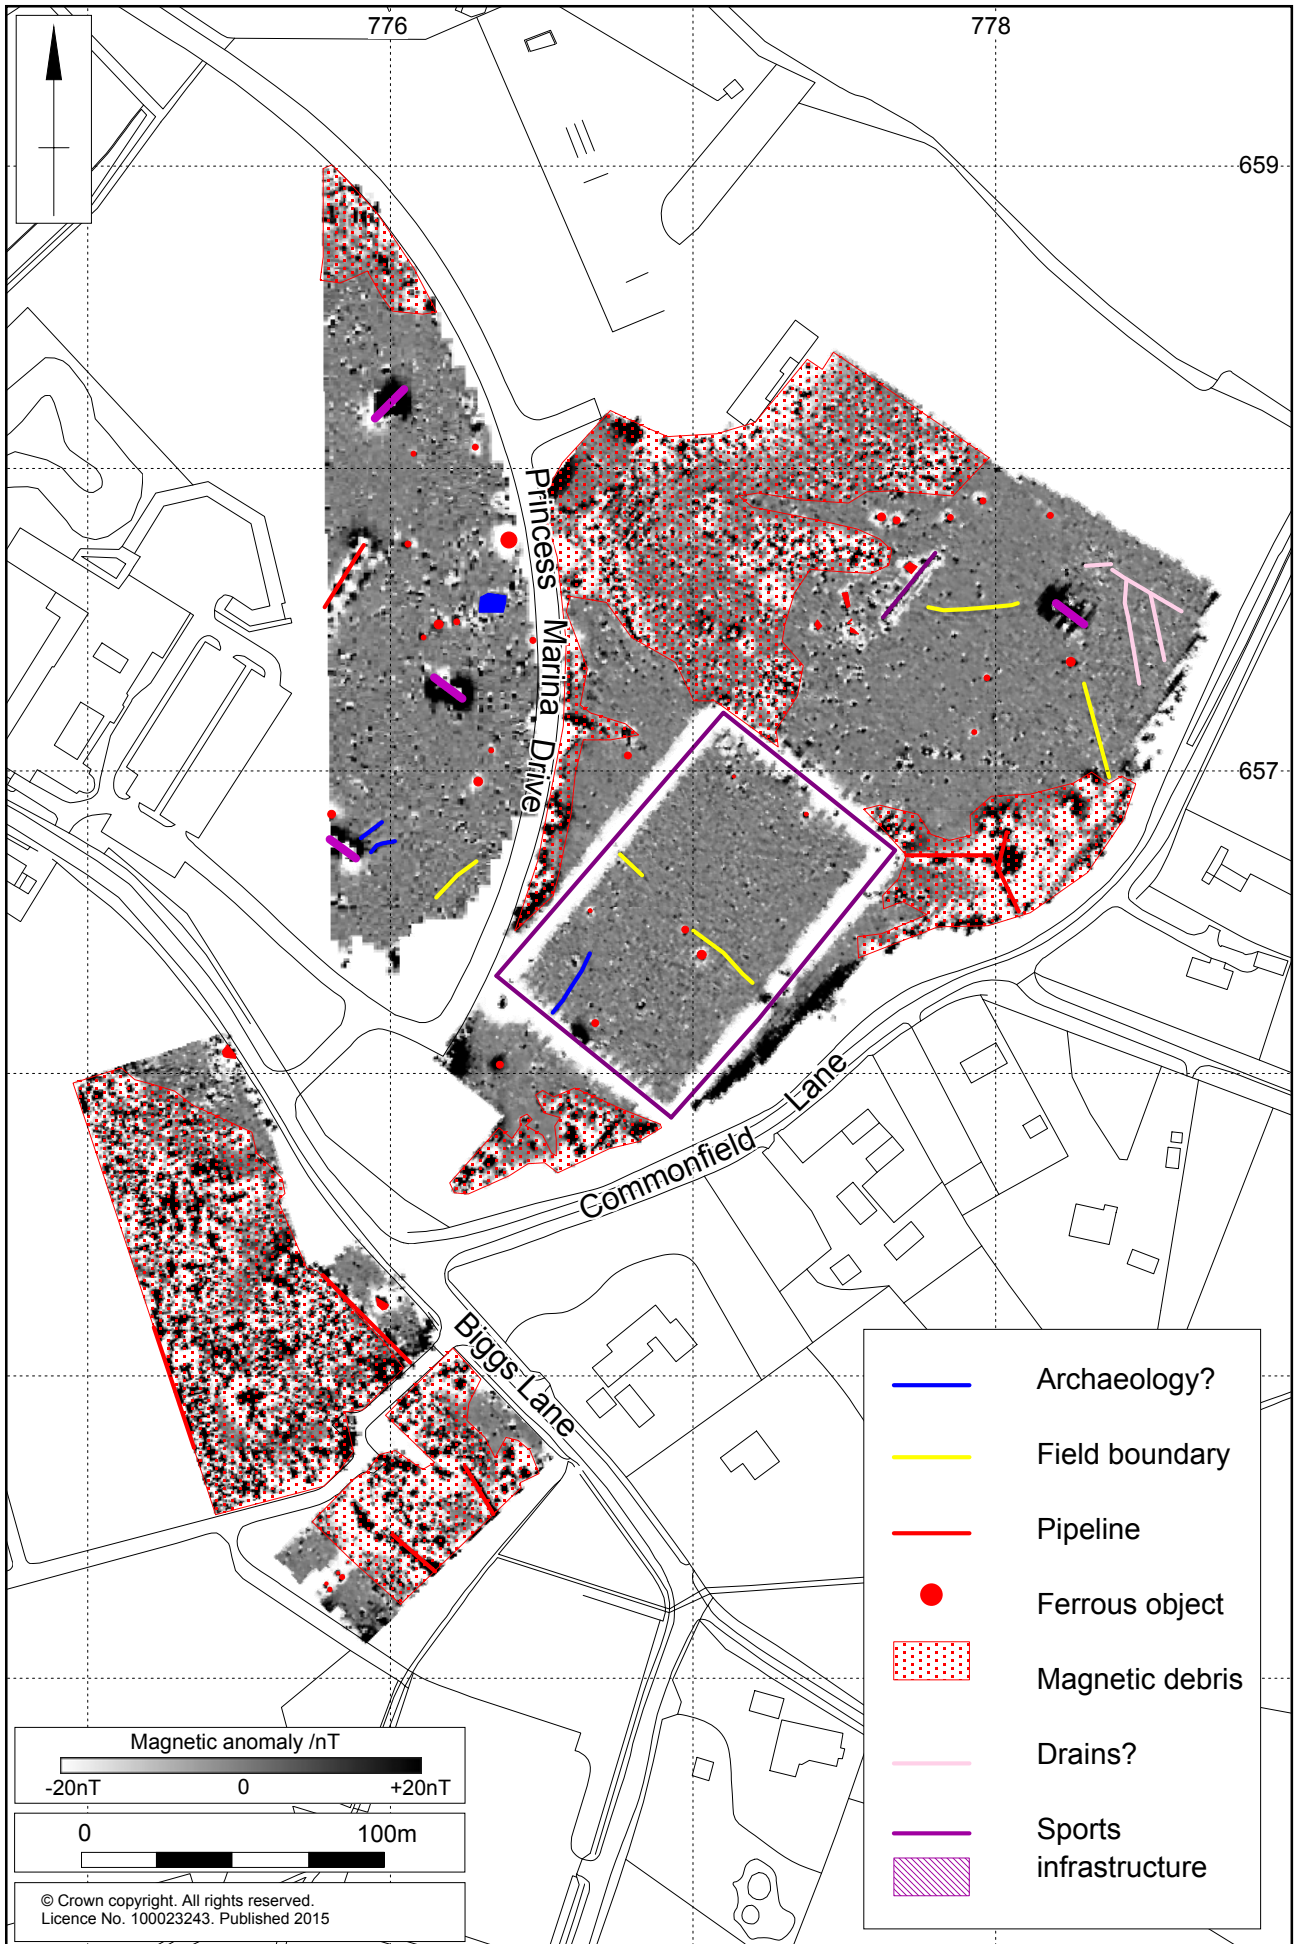 776
778
659
Princess Marina Drive
657
Commonfield Lane
Biggs Lane
Archaeology?
Field boundary
Pipeline
Ferrous object
Magnetic debris
Drains?
Sports
infrastructure
Magnetic anomaly /nT
-20nT 0 +20nT
0 100m
© Crown copyright. All rights reserved.
Licence No. 100023243. Published 2015